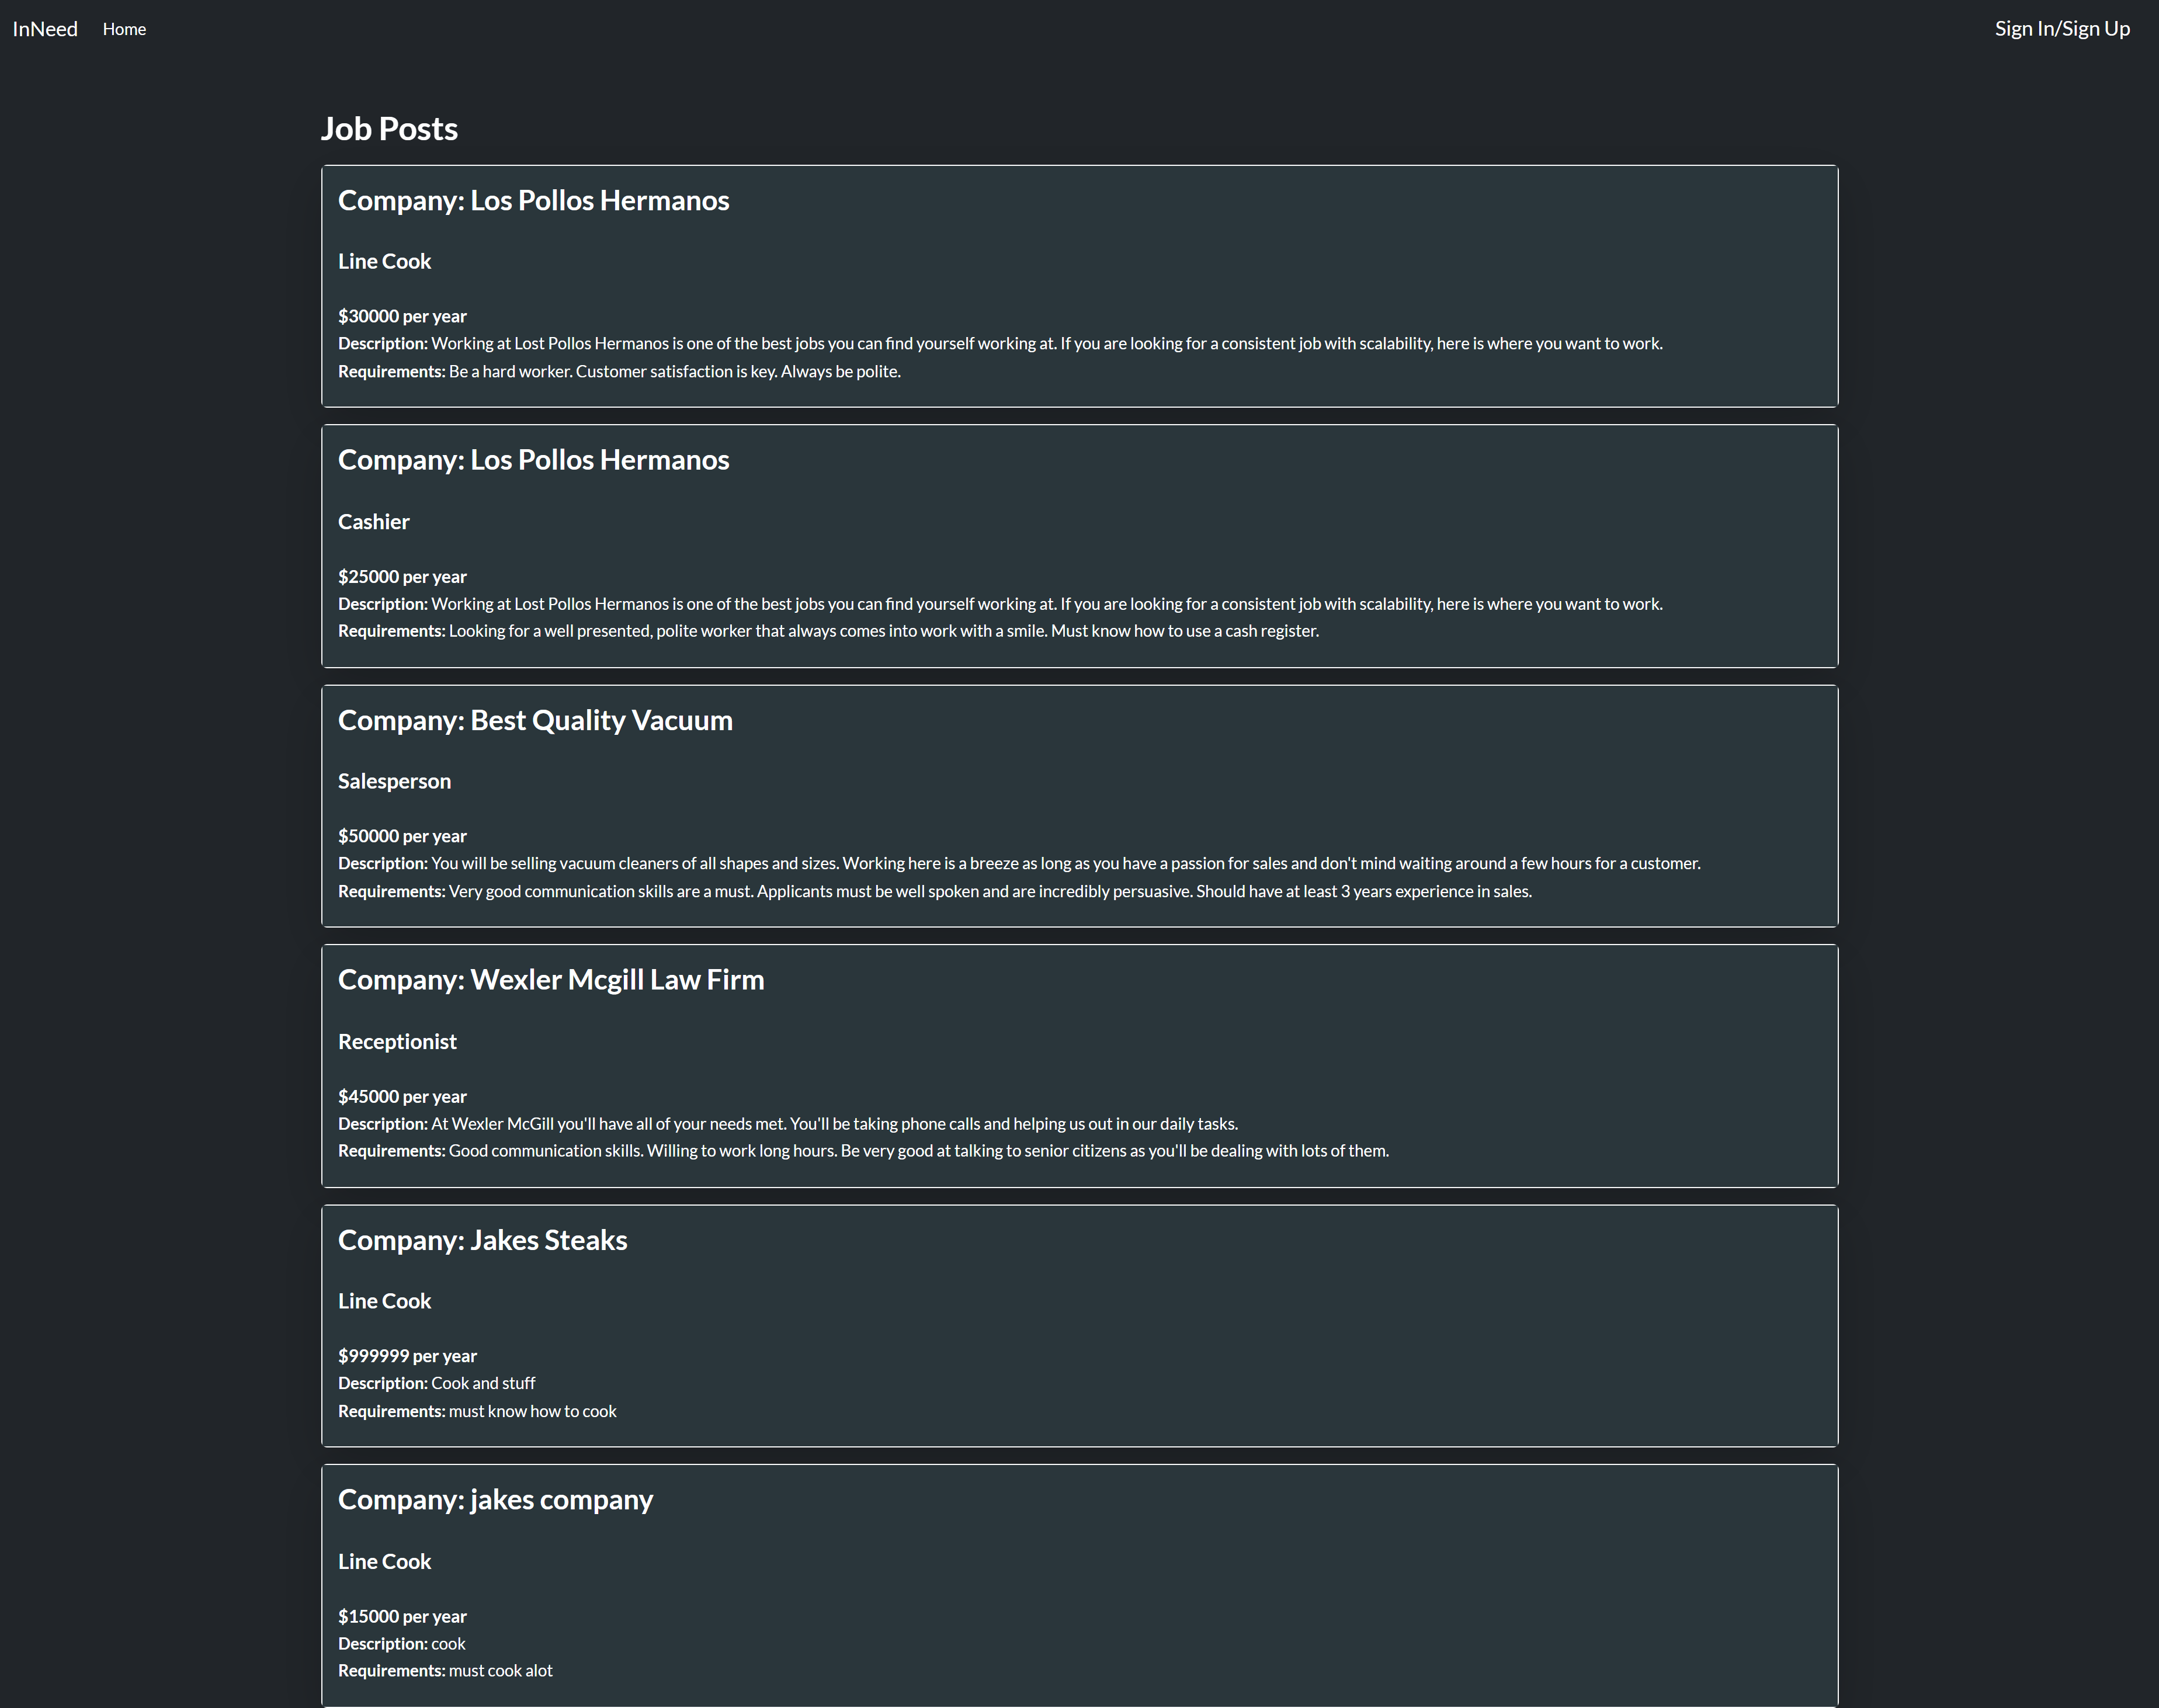 InNeed Home Sign In/Sign Up
Job Posts
Company: Los Pollos Hermanos
Line Cook
$30000 per year
Description: Working at Lost Pollos Hermanos is one of the best jobs you can find yourself working at. If you are looking for a consistent job with scalability, here is where you want to work.
Requirements: Be a hard worker. Customer satisfaction is key. Always be polite.
Company: Los Pollos Hermanos
Cashier
$25000 per year
Description: Working at Lost Pollos Hermanos is one of the best jobs you can find yourself working at. If you are looking for a consistent job with scalability, here is where you want to work.
Requirements: Looking for a well presented, polite worker that always comes into work with a smile. Must know how to use a cash register.
Company: Best Quality Vacuum
Salesperson
$50000 per year
Description: You will be selling vacuum cleaners of all shapes and sizes. Working here is a breeze as long as you have a passion for sales and don't mind waiting around a few hours for a customer.
Requirements: Very good communication skills are a must. Applicants must be well spoken and are incredibly persuasive. Should have at least 3 years experience in sales.
Company: Wexler Mcgill Law Firm
Receptionist
$45000 per year
Description: At Wexler McGill you'll have all of your needs met. You'll be taking phone calls and helping us out in our daily tasks.
Requirements: Good communication skills. Willing to work long hours. Be very good at talking to senior citizens as you'll be dealing with lots of them.
Company: Jakes Steaks
Line Cook
$999999 per year
Description: Cook and stuff
Requirements: must know how to cook
Company: jakes company
Line Cook
$15000 per year
Description: cook
Requirements: must cook alot